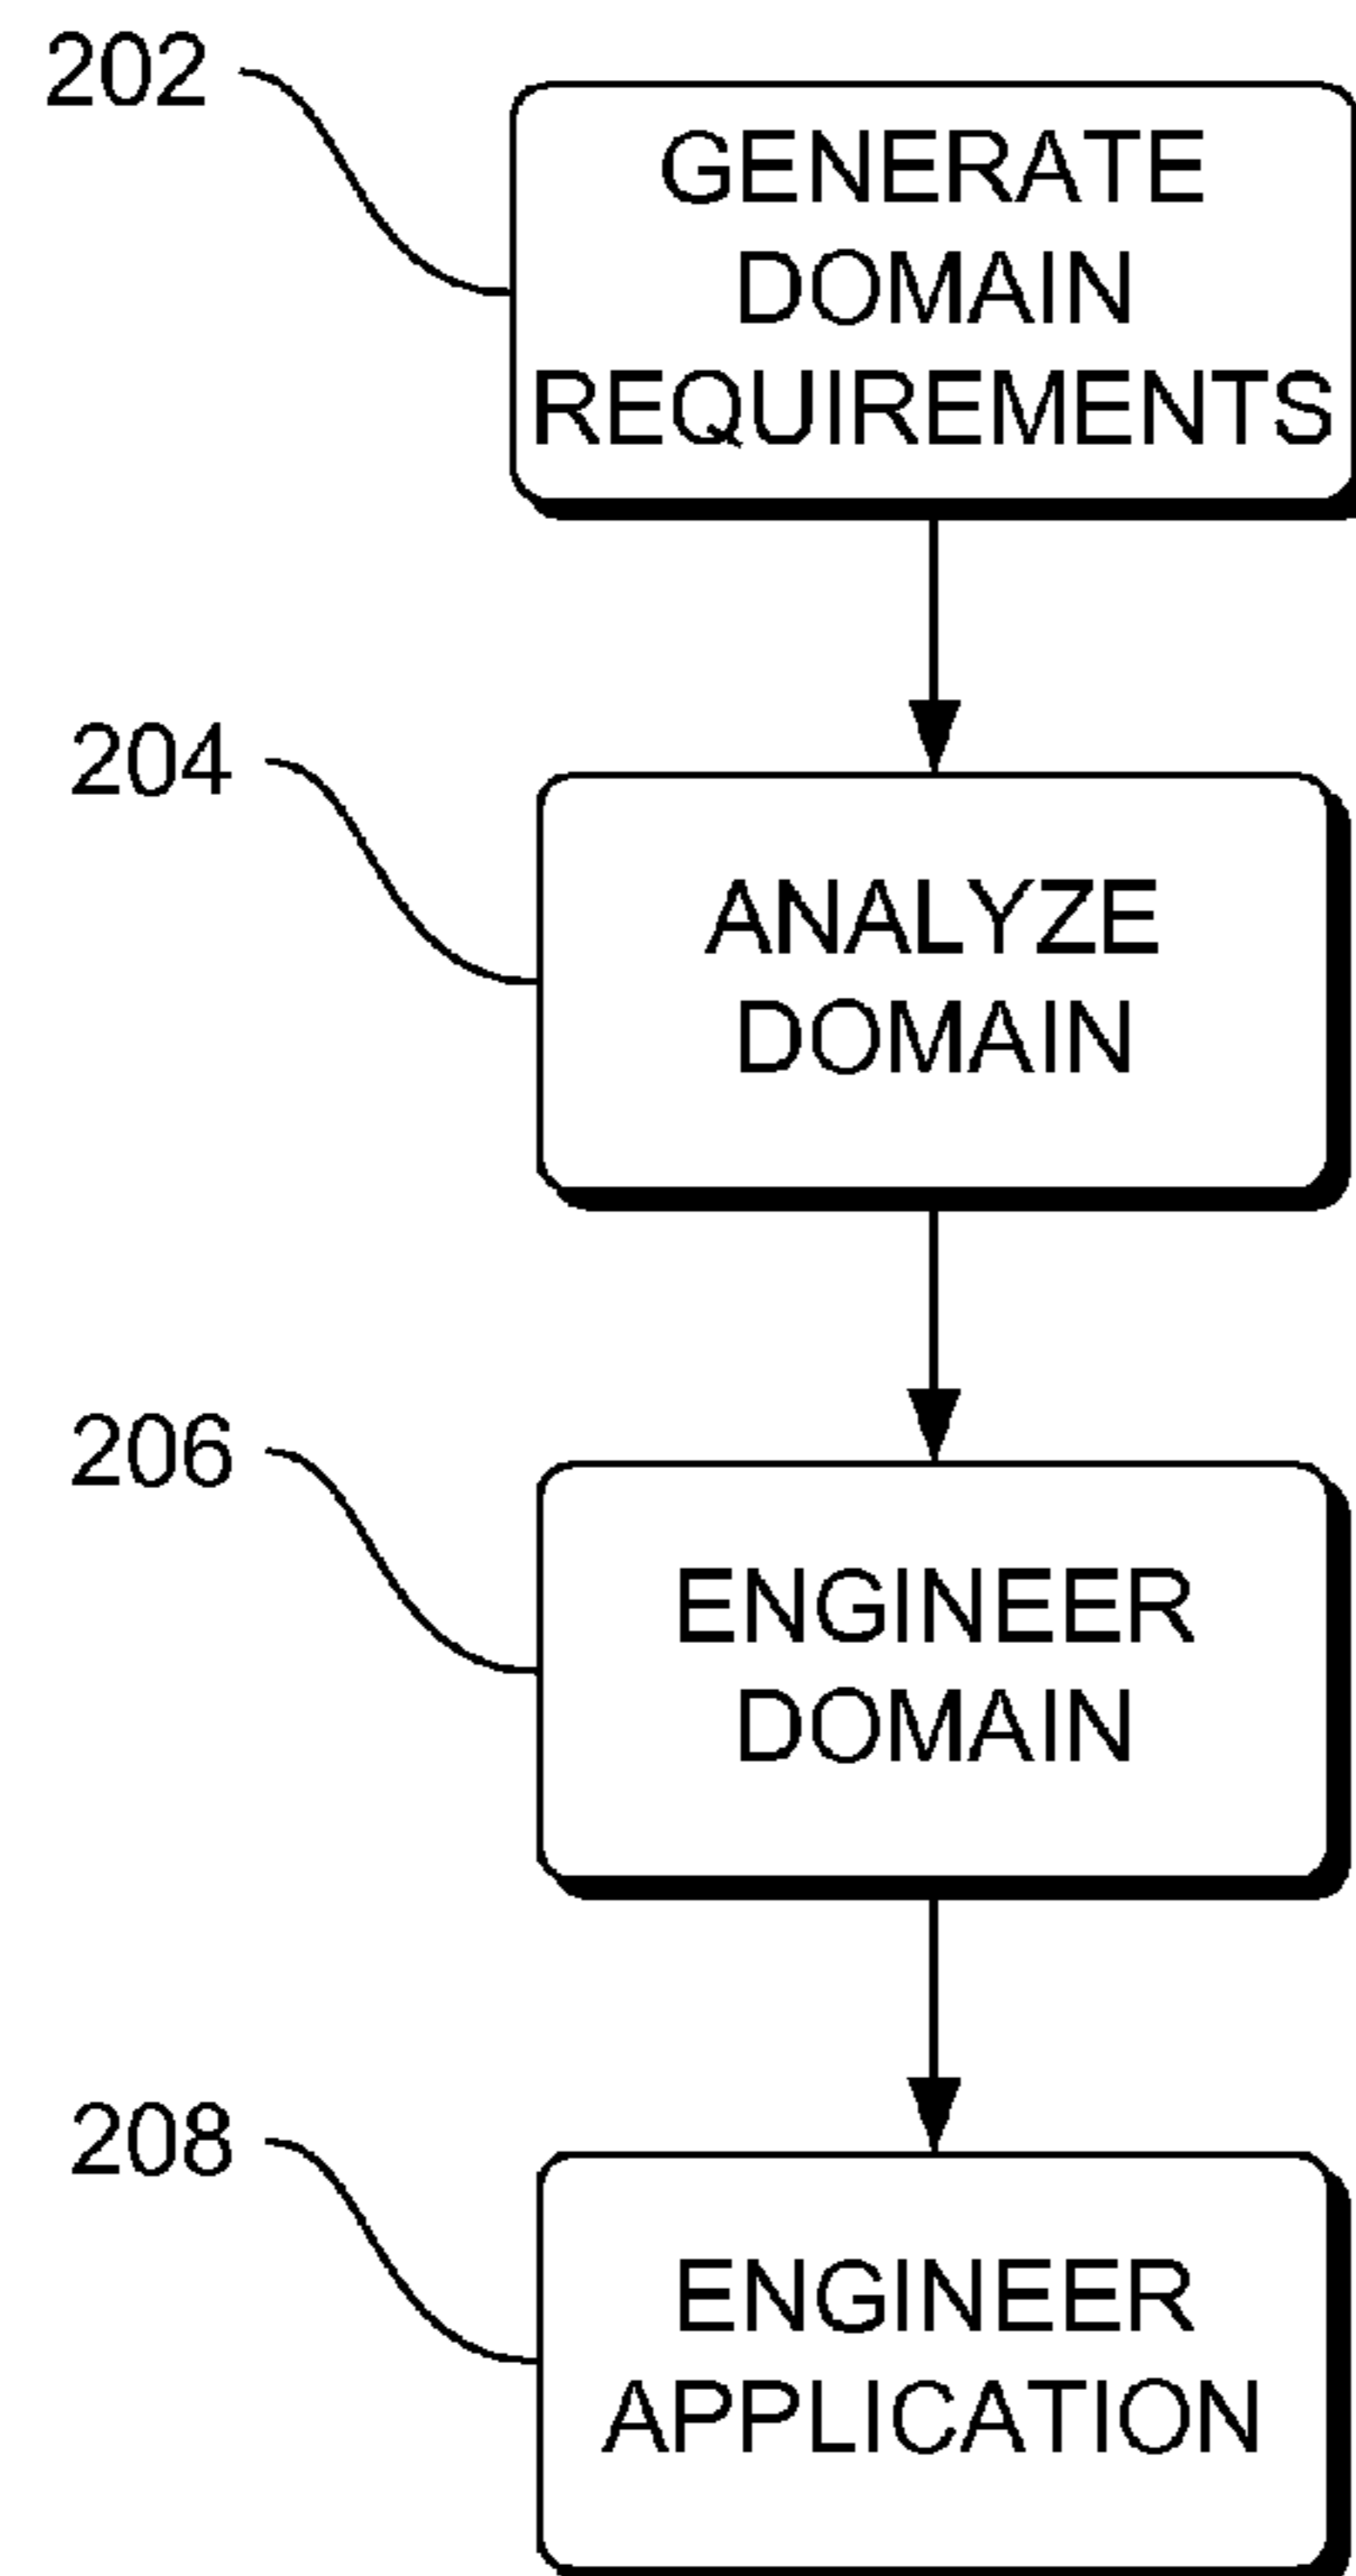 202
GENERATE
DOMAIN
REQUIREMENTS
204
ANALYZE
DOMAIN
206
ENGINEER
DOMAIN
208
ENGINEER
APPLICATION